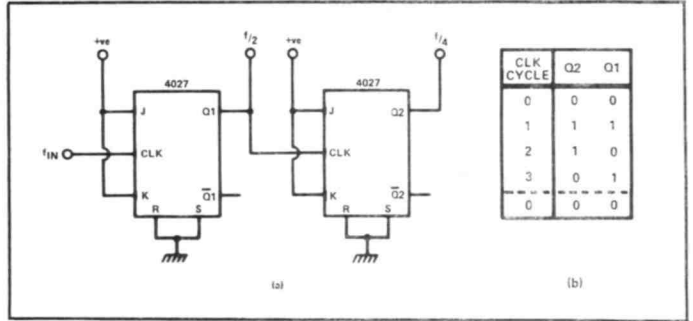 +ve
f/2
+ve
f/4
4027
4027
J Q1
J Q2
fIN
CLK
CLK
K Q̅1
K Q̅2
R S
R S
(a)
CLK CYCLE Q2 Q1
0 0 0
1 1 1
2 1 0
3 0 1
0 0 0
(b)